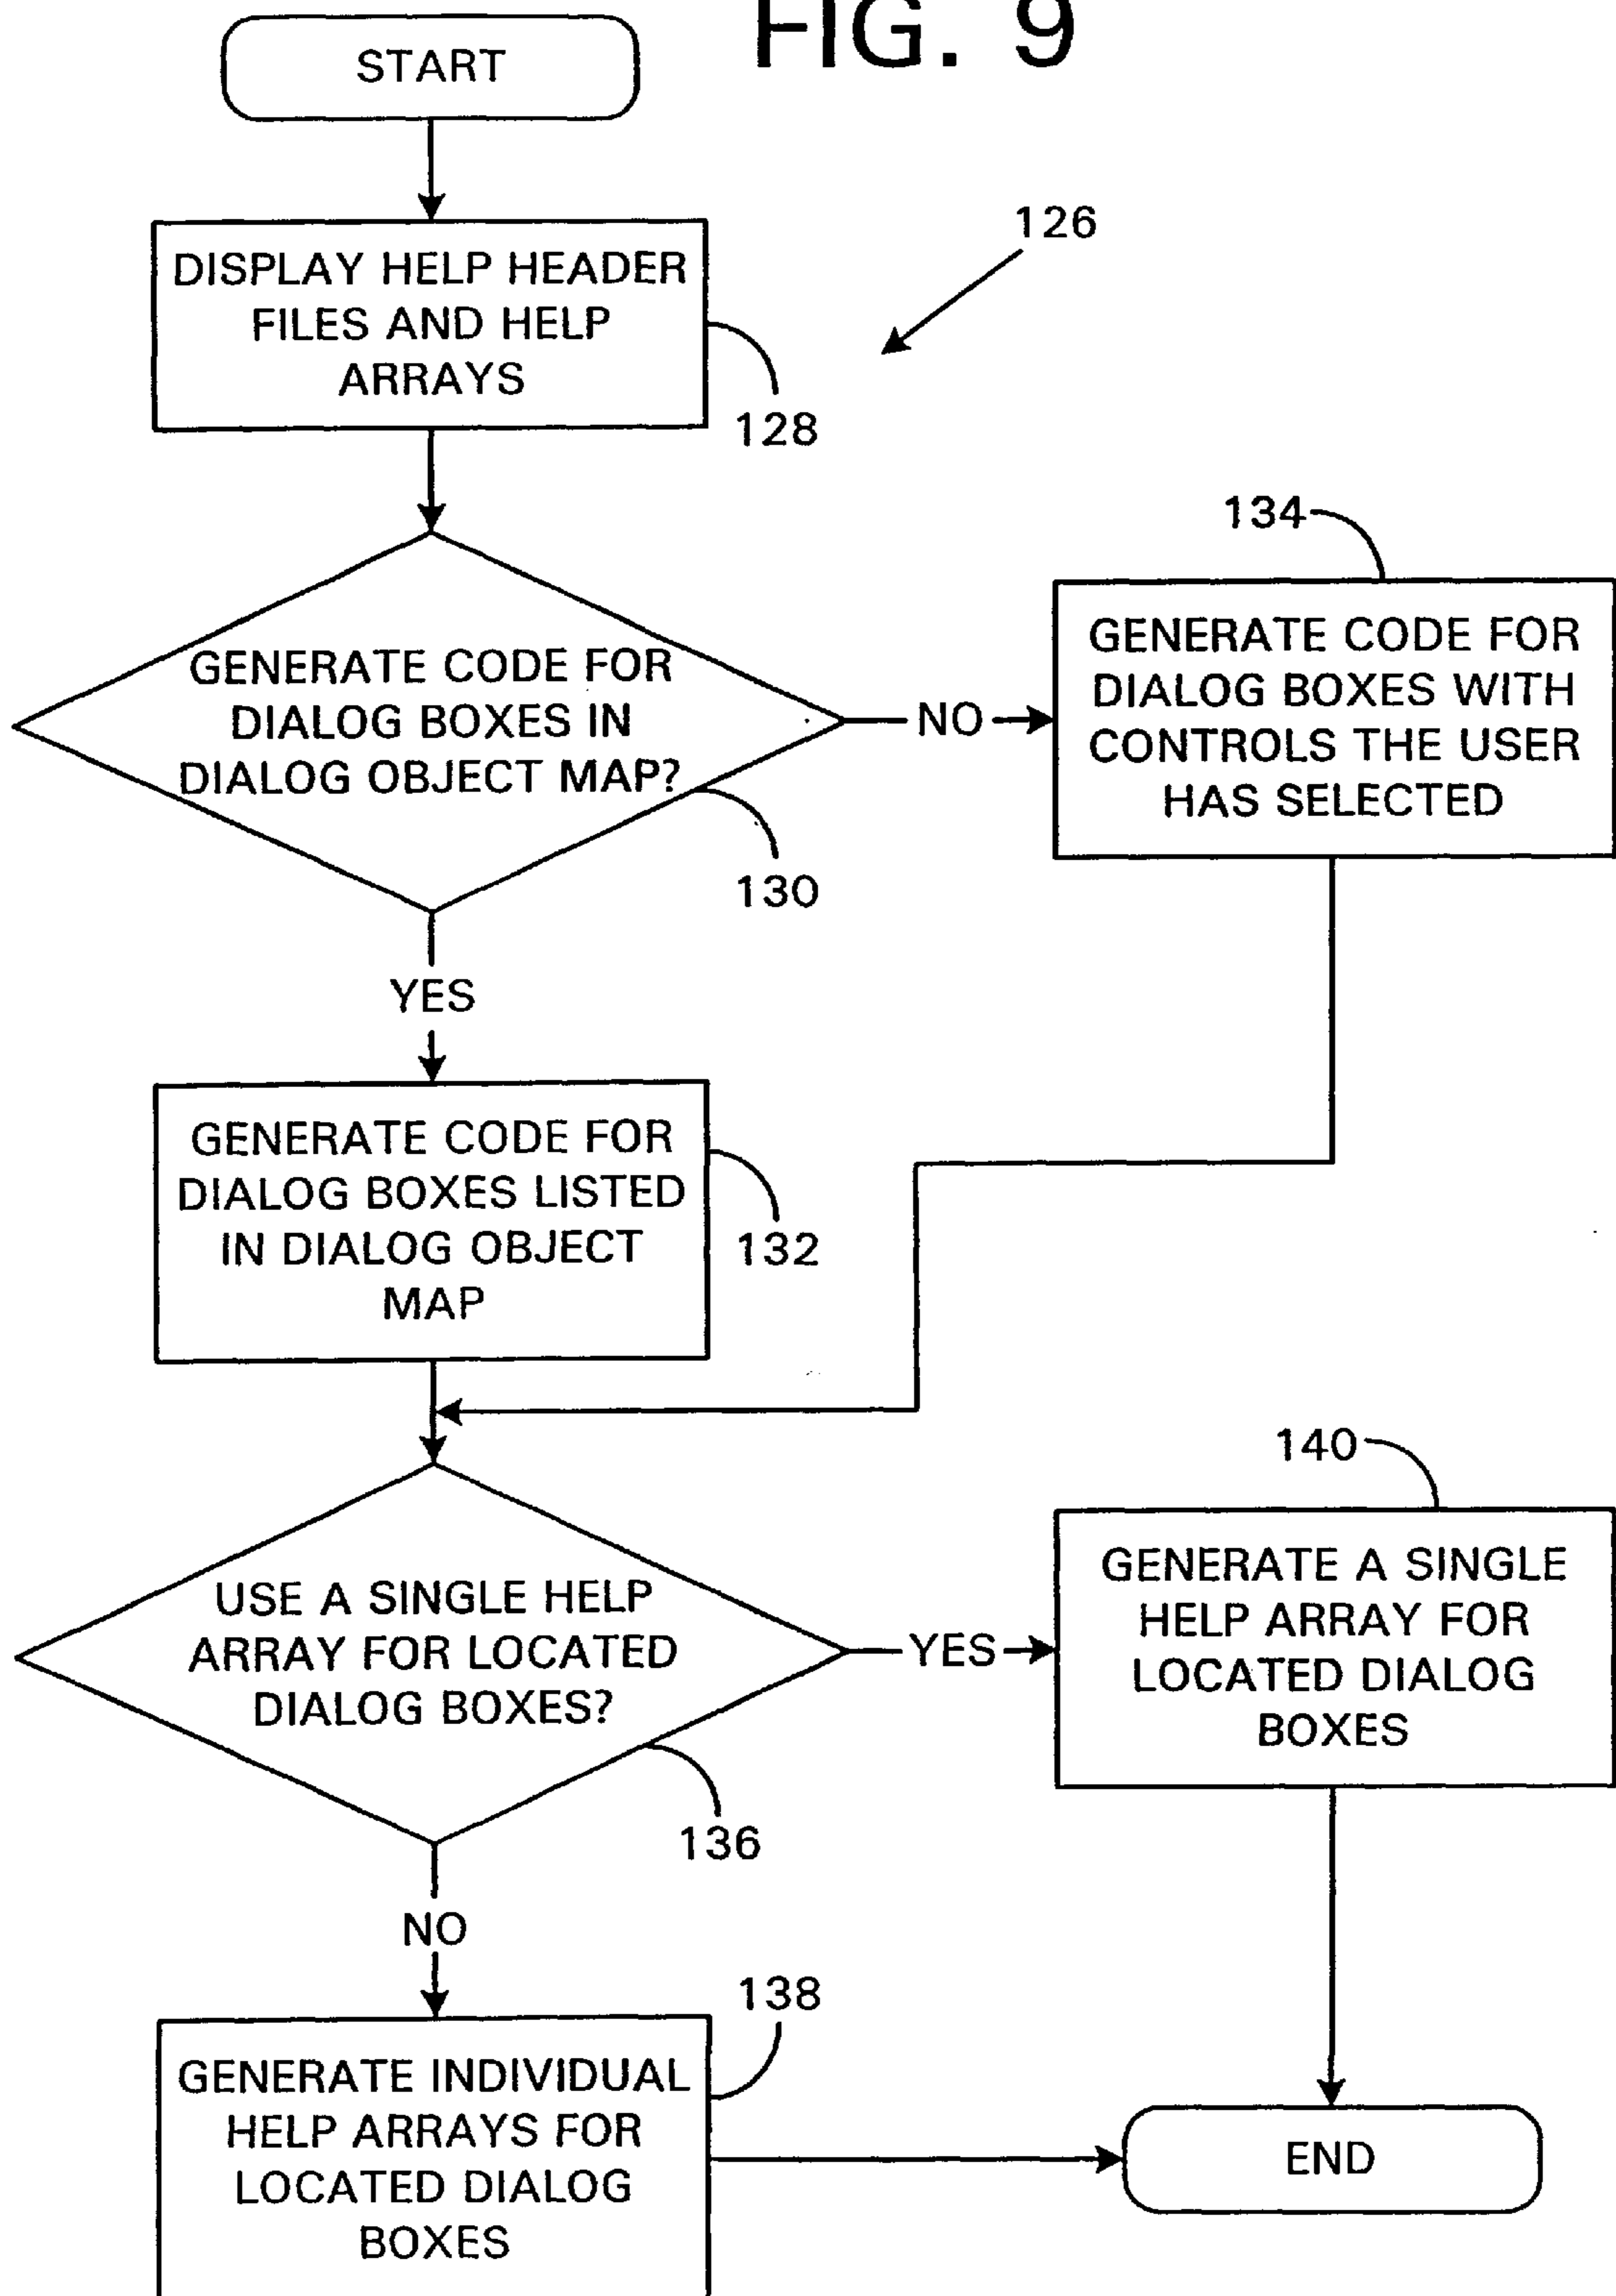 FIG. 9
START
DISPLAY HELP HEADER
FILES AND HELP
ARRAYS
126
128
GENERATE CODE FOR
DIALOG BOXES IN
DIALOG OBJECT MAP?
130
NO
134
GENERATE CODE FOR
DIALOG BOXES WITH
CONTROLS THE USER
HAS SELECTED
YES
GENERATE CODE FOR
DIALOG BOXES LISTED
IN DIALOG OBJECT
MAP
132
USE A SINGLE HELP
ARRAY FOR LOCATED
DIALOG BOXES?
136
YES
140
GENERATE A SINGLE
HELP ARRAY FOR
LOCATED DIALOG
BOXES
NO
138
GENERATE INDIVIDUAL
HELP ARRAYS FOR
LOCATED DIALOG
BOXES
END